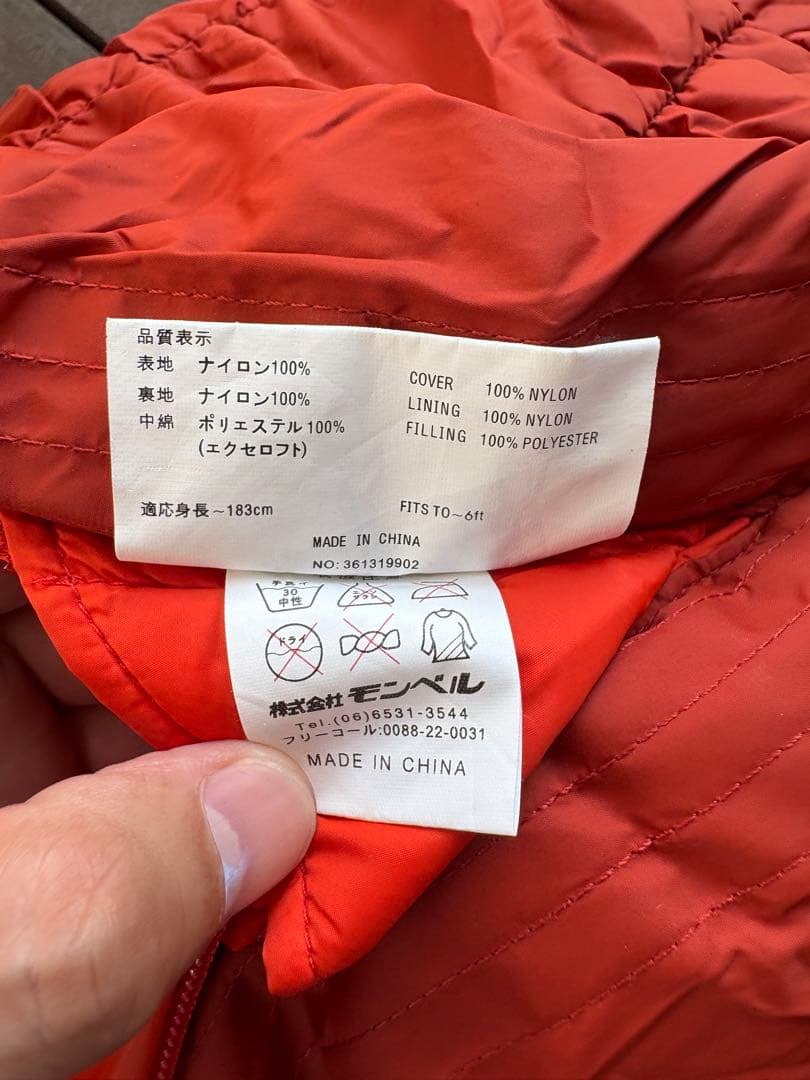 品質表示
表地 ナイロン100%
裏地 ナイロン100%
中綿 ポリエステル100%
(エクセロフト)
COVER 100% NYLON
LINING 100% NYLON
FILLING 100% POLYESTER
適応身長~183cm
FITS TO~6ft
MADE IN CHINA
NO: 361319902
30
中性
ドライ
株式会社 モンベル
Tel.(06)6531-3544
フリーコール:0088-22-0031
MADE IN CHINA